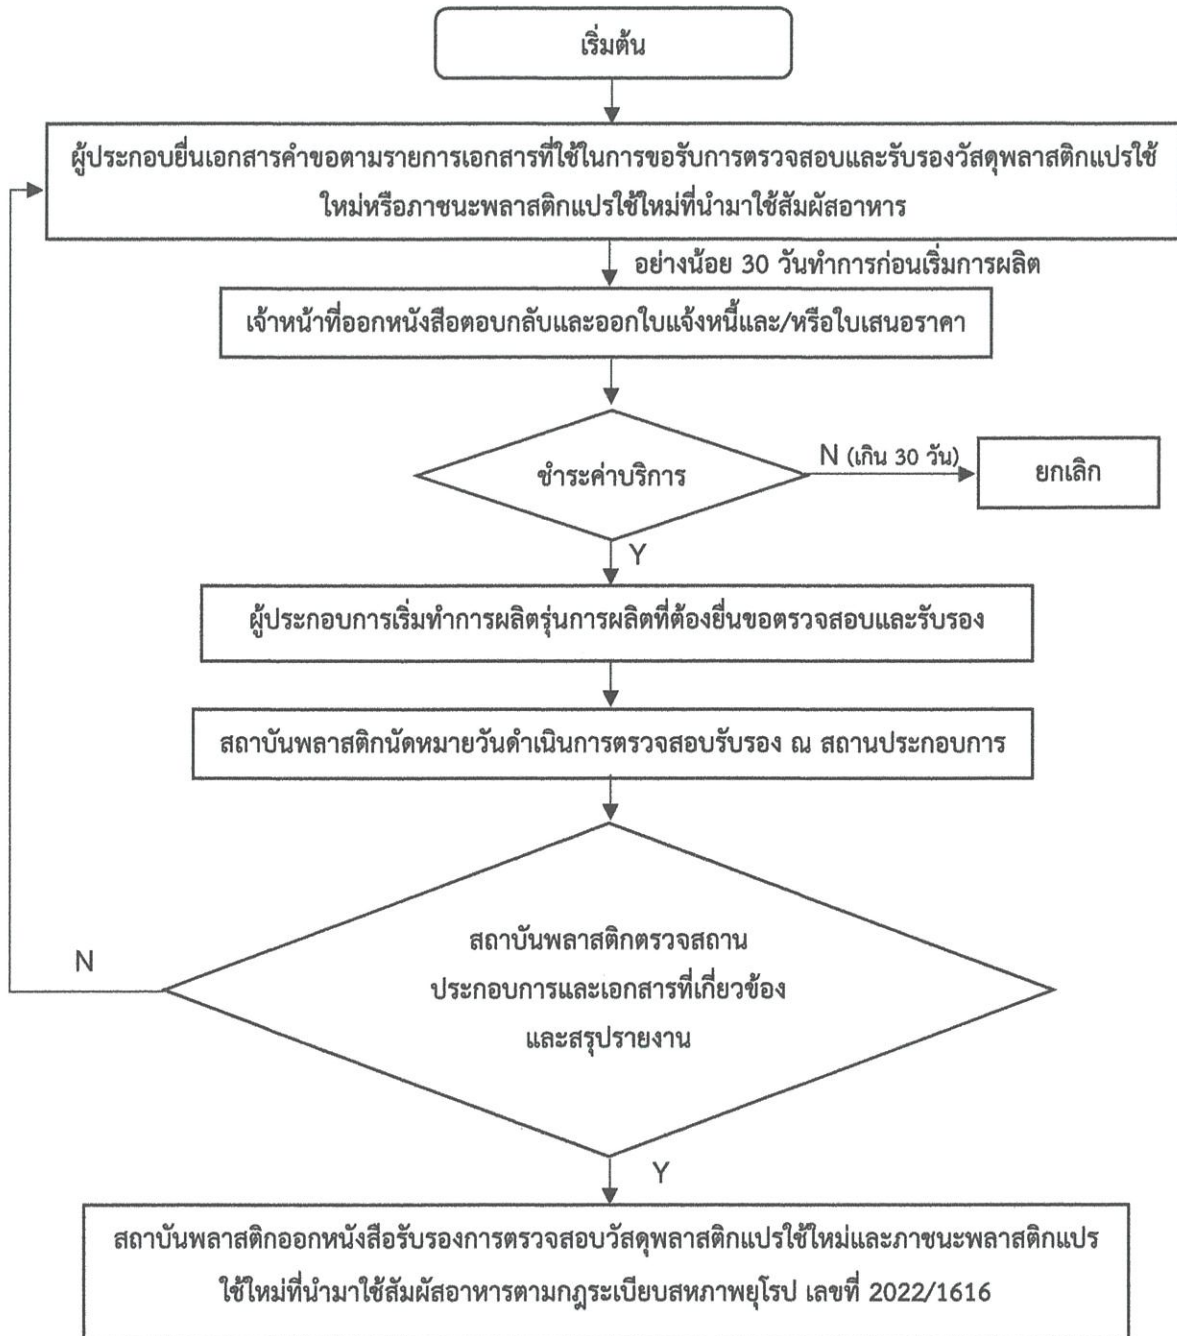 เริ่มต้น
ผู้ประกอบยื่นเอกสารคำขอตามรายการเอกสารที่ใช้ในการขอรับการตรวจสอบและรับรองวัสดุพลาสติกแปรใช้
ใหม่หรือภาชนะพลาสติกแปรใช้ใหม่ที่นำมาใช้สัมผัสอาหาร
อย่างน้อย 30 วันทำการก่อนเริ่มการผลิต
เจ้าหน้าที่ออกหนังสือตอบกลับและออกใบแจ้งหนี้และ/หรือใบเสนอราคา
ชำระค่าบริการ
N (เกิน 30 วัน)
ยกเลิก
Y
ผู้ประกอบการเริ่มทำการผลิตรุ่นการผลิตที่ต้องยื่นขอตรวจสอบและรับรอง
สถาบันพลาสติกนัดหมายวันดำเนินการตรวจสอบรับรอง ณ สถานประกอบการ
สถาบันพลาสติกตรวจสถาน
ประกอบการและเอกสารที่เกี่ยวข้อง
และสรุปรายงาน
N
Y
สถาบันพลาสติกออกหนังสือรับรองการตรวจสอบวัสดุพลาสติกแปรใช้ใหม่และภาชนะพลาสติกแปร
ใช้ใหม่ที่นำมาใช้สัมผัสอาหารตามกฎระเบียบสหภาพยุโรป เลขที่ 2022/1616